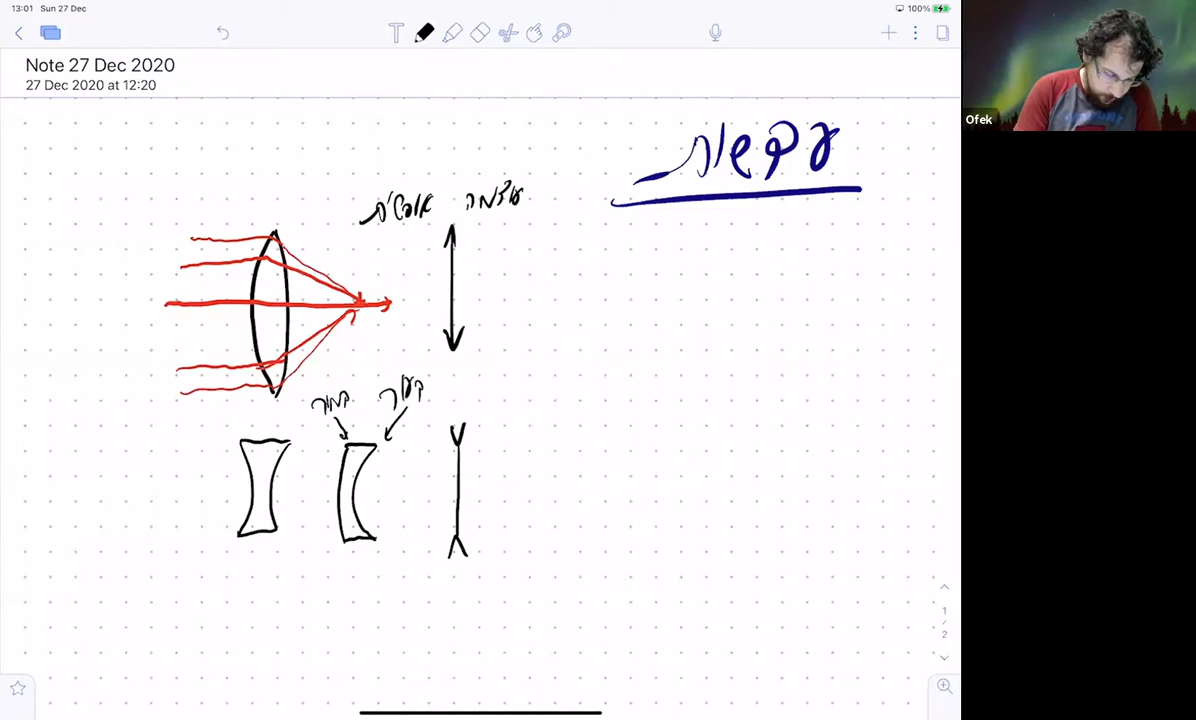 13:01 Sun 27 Dec
100%
Note 27 Dec 2020
27 Dec 2020 at 12:20
עדשות
עוצמה אופטית
קמור קעור
1
/
2
Ofek